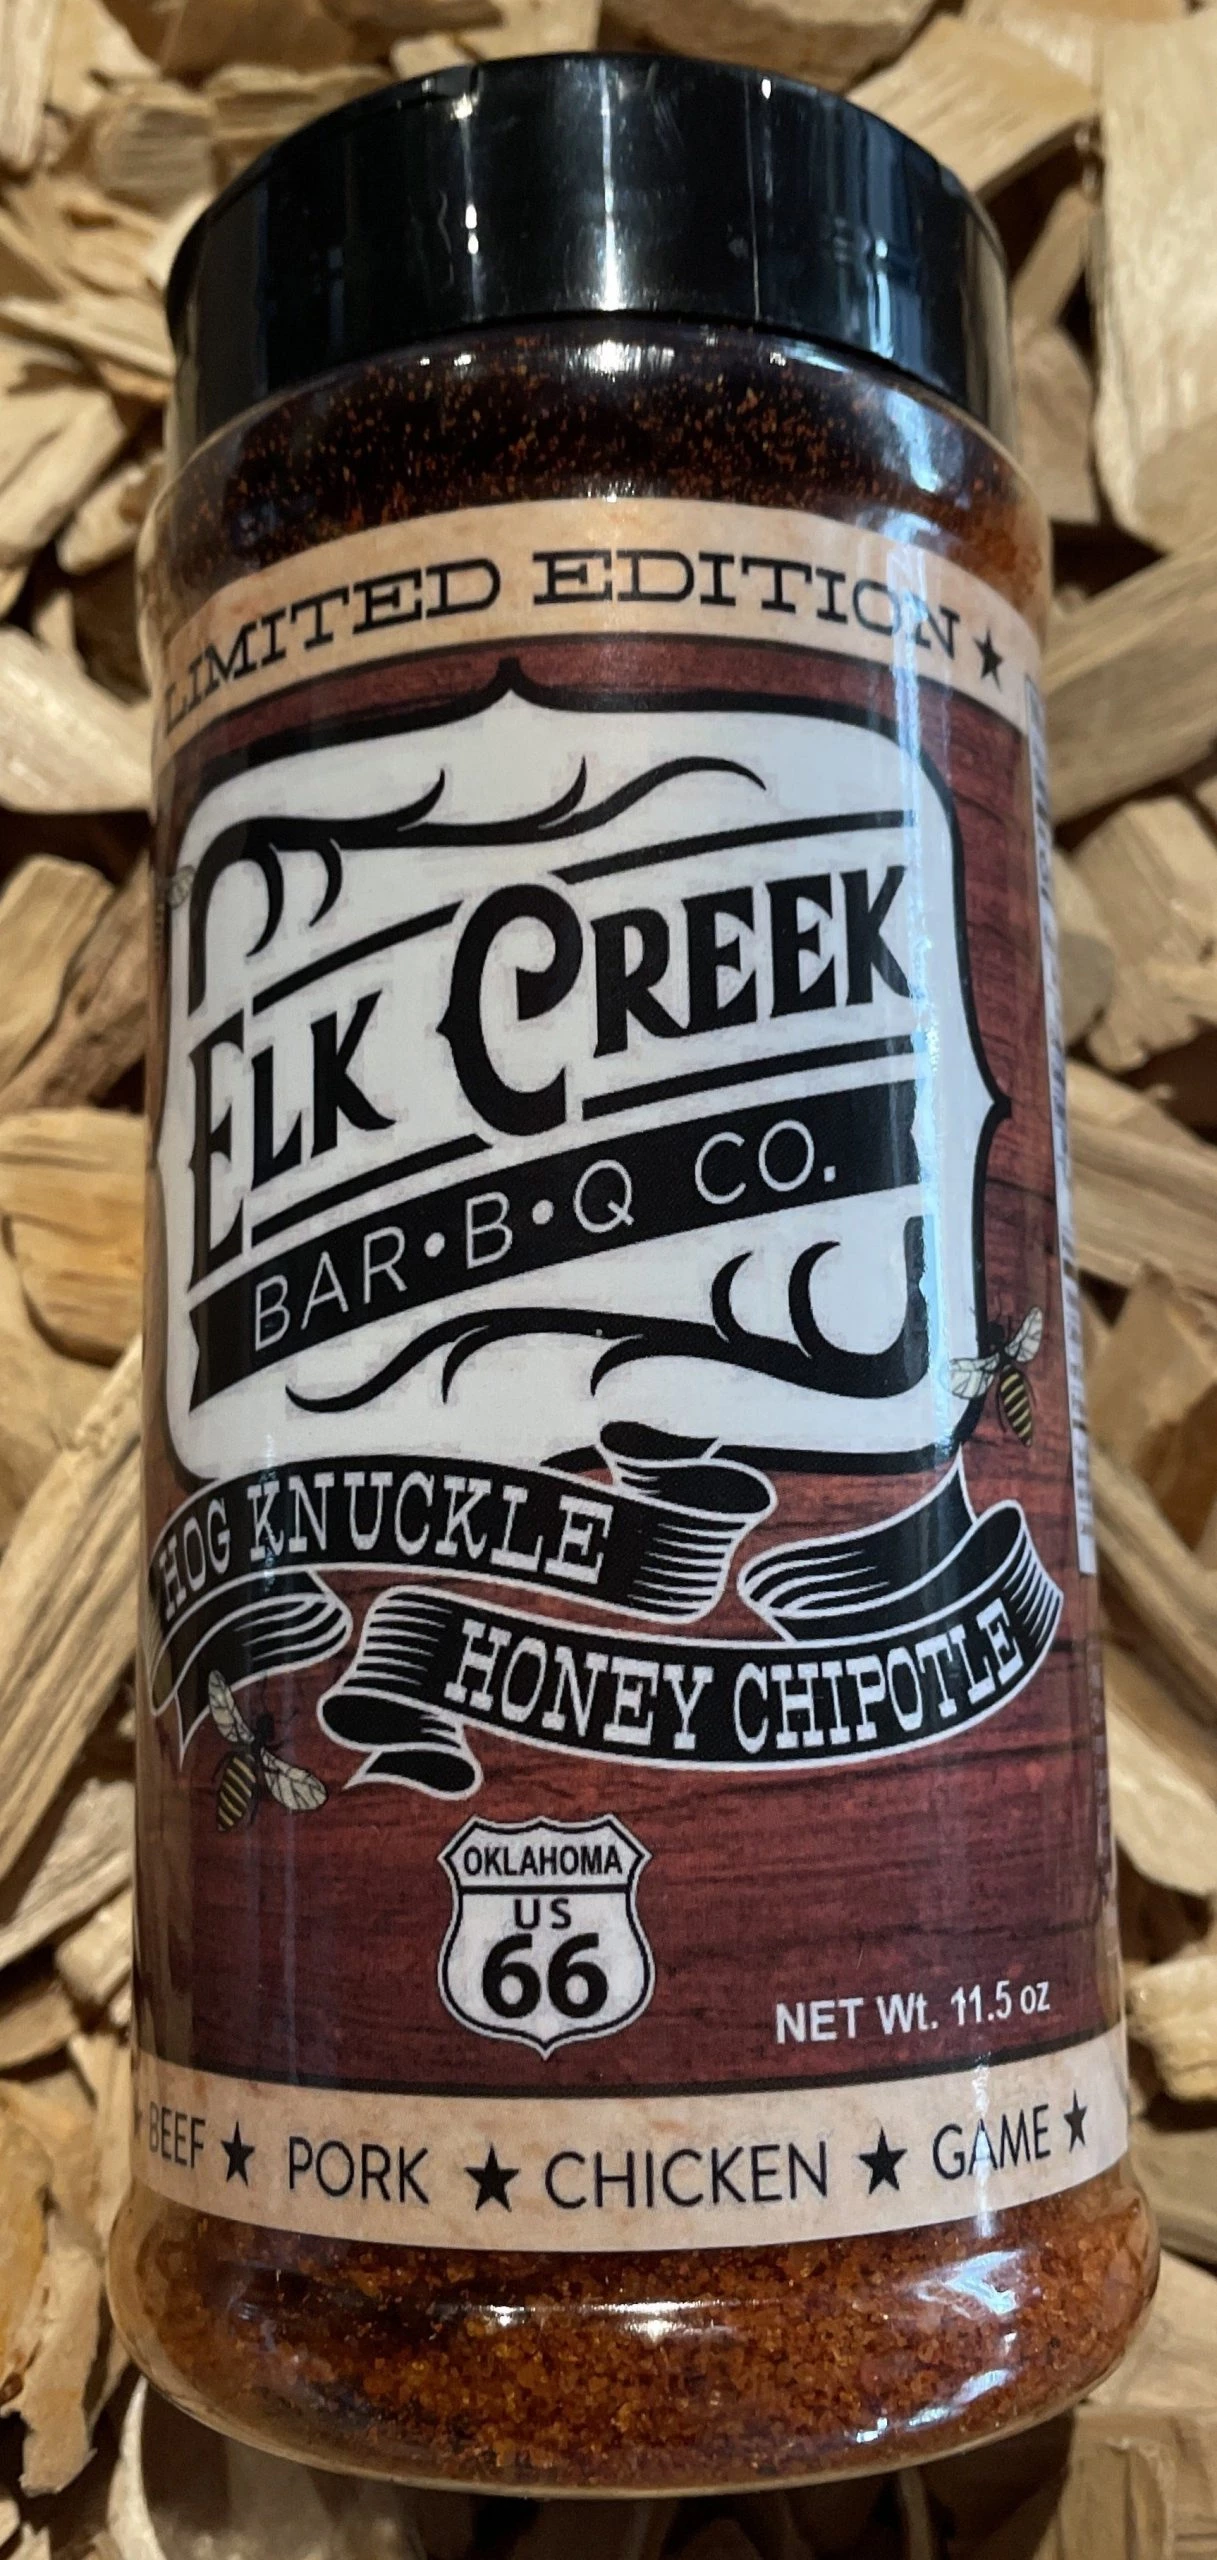 LIMITED EDITION ★
ELK CREEK
BAR•B•Q CO.
HOG KNUCKLE
HONEY CHIPOTLE
OKLAHOMA
US
66
NET Wt. 11.5 oz
BEEF ★ PORK ★ CHICKEN ★ GAME ★